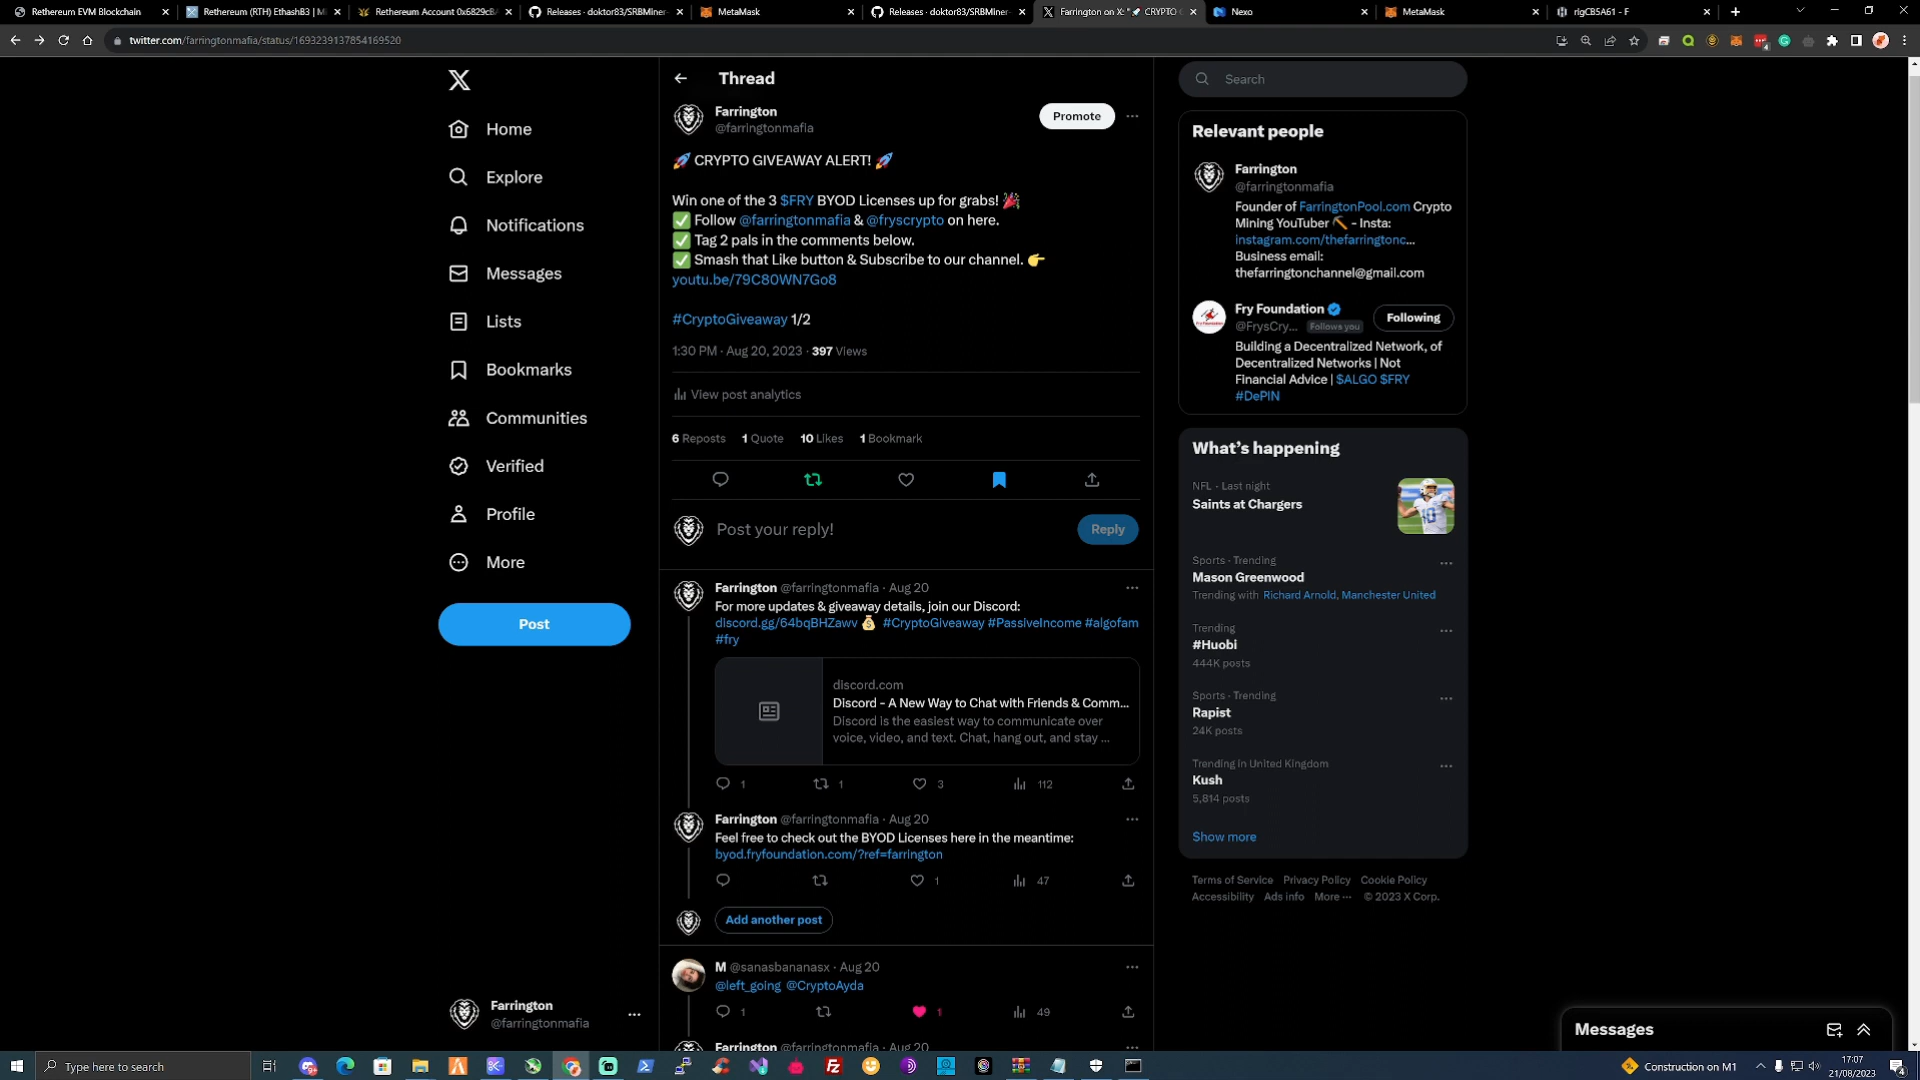 Rethereum EVM Blockchain
Rethereum (RTH) EthashB3 | Mi
Rethereum Account 0x6829cBA
Releases · doktor83/SRBMiner-
MetaMask
Releases · doktor83/SRBMiner-
Farrington on X: "🚀 CRYPTO G
Nexo
MetaMask
rigCB5A61 - F
twitter.com/farringtonmafia/status/1693239137854169520
Home
Explore
Notifications
Messages
Lists
Bookmarks
Communities
Verified
Profile
More
Post
Farrington
@farringtonmafia
Thread
Farrington
@farringtonmafia
Promote
🚀 CRYPTO GIVEAWAY ALERT! 🚀
Win one of the 3 $FRY BYOD Licenses up for grabs! 🎉
✅ Follow @farringtonmafia & @fryscrypto on here.
✅ Tag 2 pals in the comments below.
✅ Smash that Like button & Subscribe to our channel. 👉
youtu.be/79C80WN7Go8
#CryptoGiveaway 1/2
1:30 PM · Aug 20, 2023 · 397 Views
View post analytics
6 Reposts 1 Quote 10 Likes 1 Bookmark
Post your reply!
Reply
Farrington @farringtonmafia · Aug 20
For more updates & giveaway details, join our Discord:
discord.gg/64bqBHZawv 💰 #CryptoGiveaway #PassiveIncome #algofam
#fry
discord.com
Discord - A New Way to Chat with Friends & Comm...
Discord is the easiest way to communicate over
voice, video, and text. Chat, hang out, and stay ...
1 1 3 112
Farrington @farringtonmafia · Aug 20
Feel free to check out the BYOD Licenses here in the meantime:
byod.fryfoundation.com/?ref=farrington
1 47
Add another post
M @sanasbananasx · Aug 20
@left_going @CryptoAyda
1 1 49
Farrington @farringtonmafia · Aug 20
Search
Relevant people
Farrington
@farringtonmafia
Founder of FarringtonPool.com Crypto
Mining YouTuber ⛏️ - Insta:
instagram.com/thefarringtonc...
Business email:
thefarringtonchannel@gmail.com
Fry Foundation
@FrysCry... Follows you
Following
Building a Decentralized Network, of
Decentralized Networks | Not
Financial Advice | $ALGO $FRY
#DePIN
What's happening
NFL · Last night
Saints at Chargers
Sports · Trending
Mason Greenwood
Trending with Richard Arnold, Manchester United
Trending
#Huobi
444K posts
Sports · Trending
Rapist
24K posts
Trending in United Kingdom
Kush
5,814 posts
Show more
Terms of Service Privacy Policy Cookie Policy
Accessibility Ads info More ··· © 2023 X Corp.
Messages
Type here to search
Construction on M1
17:07
21/08/2023